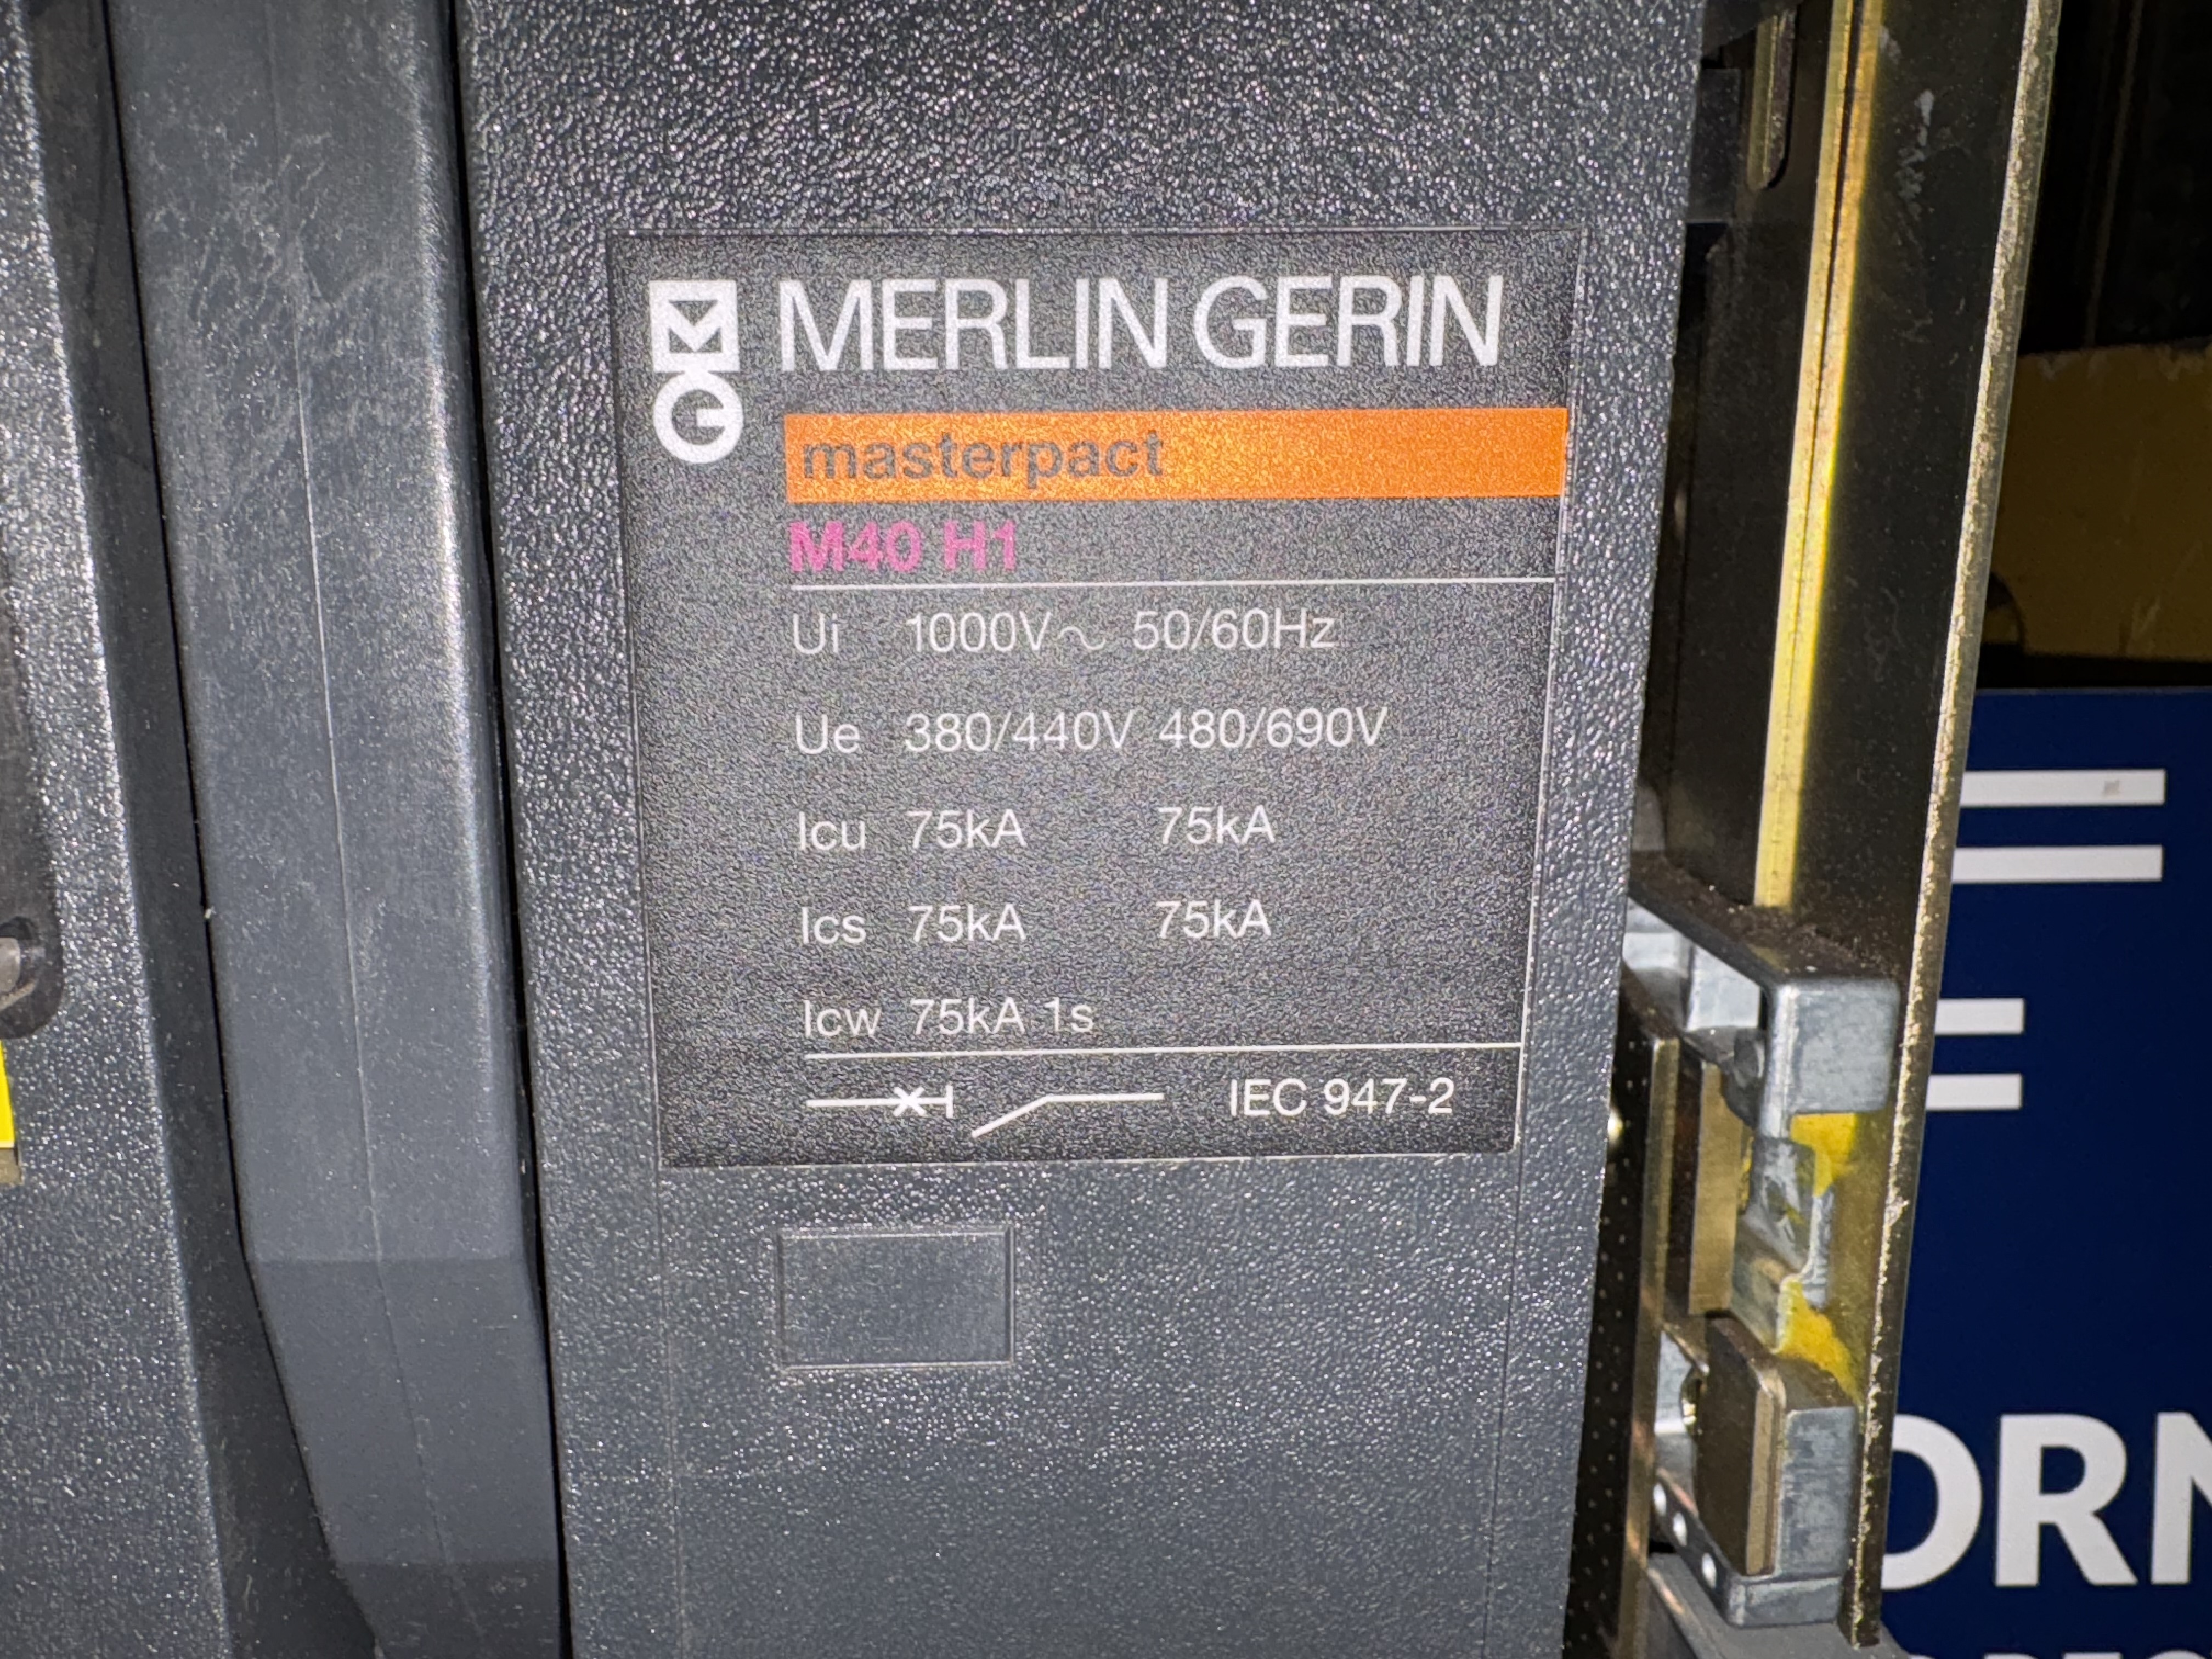 MG MERLIN GERIN
masterpact
M40 H1
Ui 1000V~ 50/60Hz
Ue 380/440V 480/690V
Icu 75kA 75kA
Ics 75kA 75kA
Icw 75kA 1s
IEC 947-2
ORN